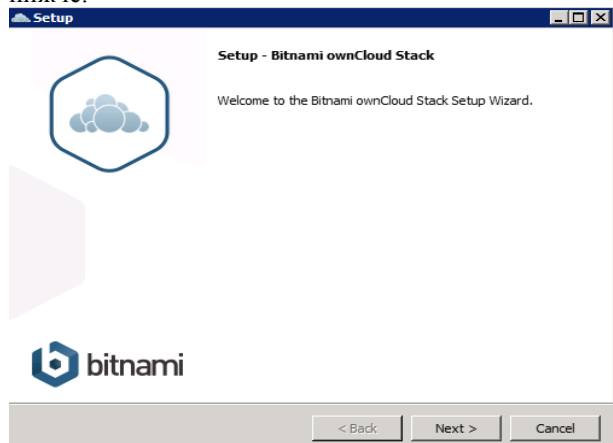 Setup
Setup - Bitnami ownCloud Stack
Welcome to the Bitnami ownCloud Stack Setup Wizard.
bitnami
< Back Next > Cancel